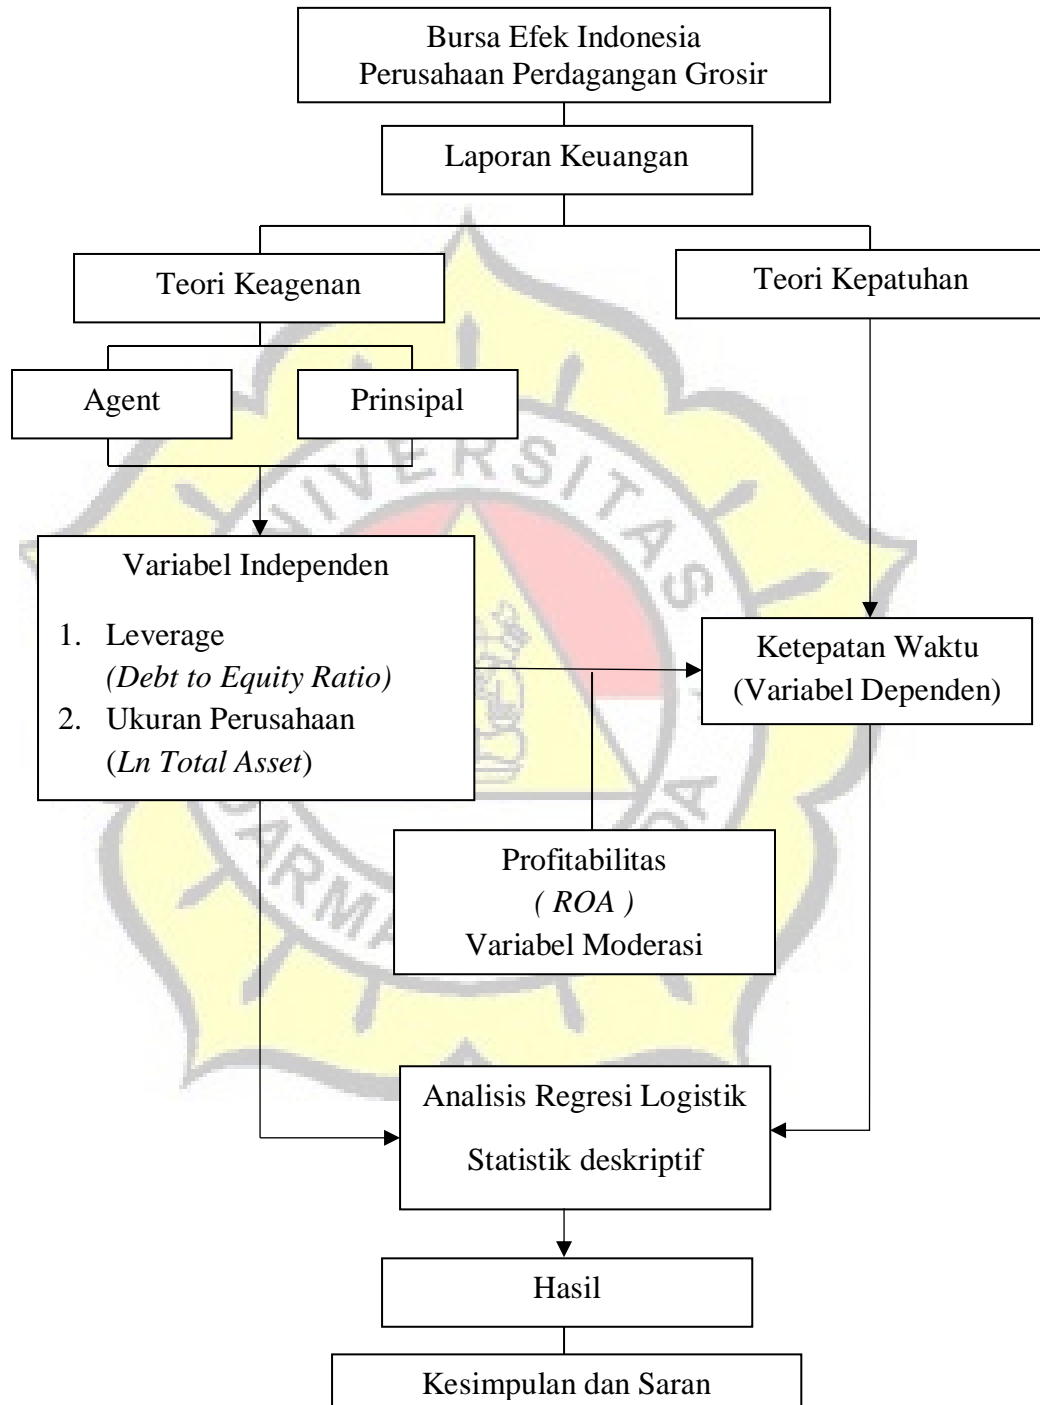 Bursa Efek Indonesia
Perusahaan Perdagangan Grosir
Laporan Keuangan
Teori Keagenan
Teori Kepatuhan
Agent
Prinsipal
Variabel Independen
1. Leverage
(Debt to Equity Ratio)
2. Ukuran Perusahaan
(Ln Total Asset)
Ketepatan Waktu
(Variabel Dependen)
Profitabilitas
( ROA )
Variabel Moderasi
Analisis Regresi Logistik
Statistik deskriptif
Hasil
Kesimpulan dan Saran
UNIVERSITAS